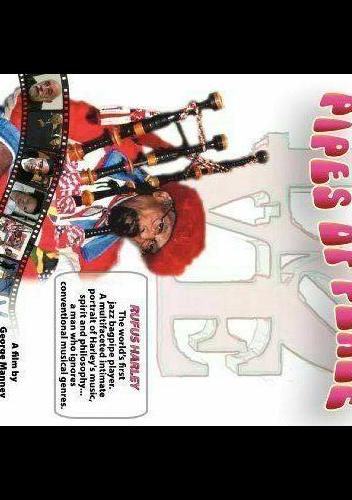 PIPES OF PEACE
RUFUS HARLEY
The world's first
jazz bagpipe player.
A multifaceted intimate
portrait of Harley's music,
spirit and philosophy...
a man who ignores
conventional musical genres.
A film by
George Manney